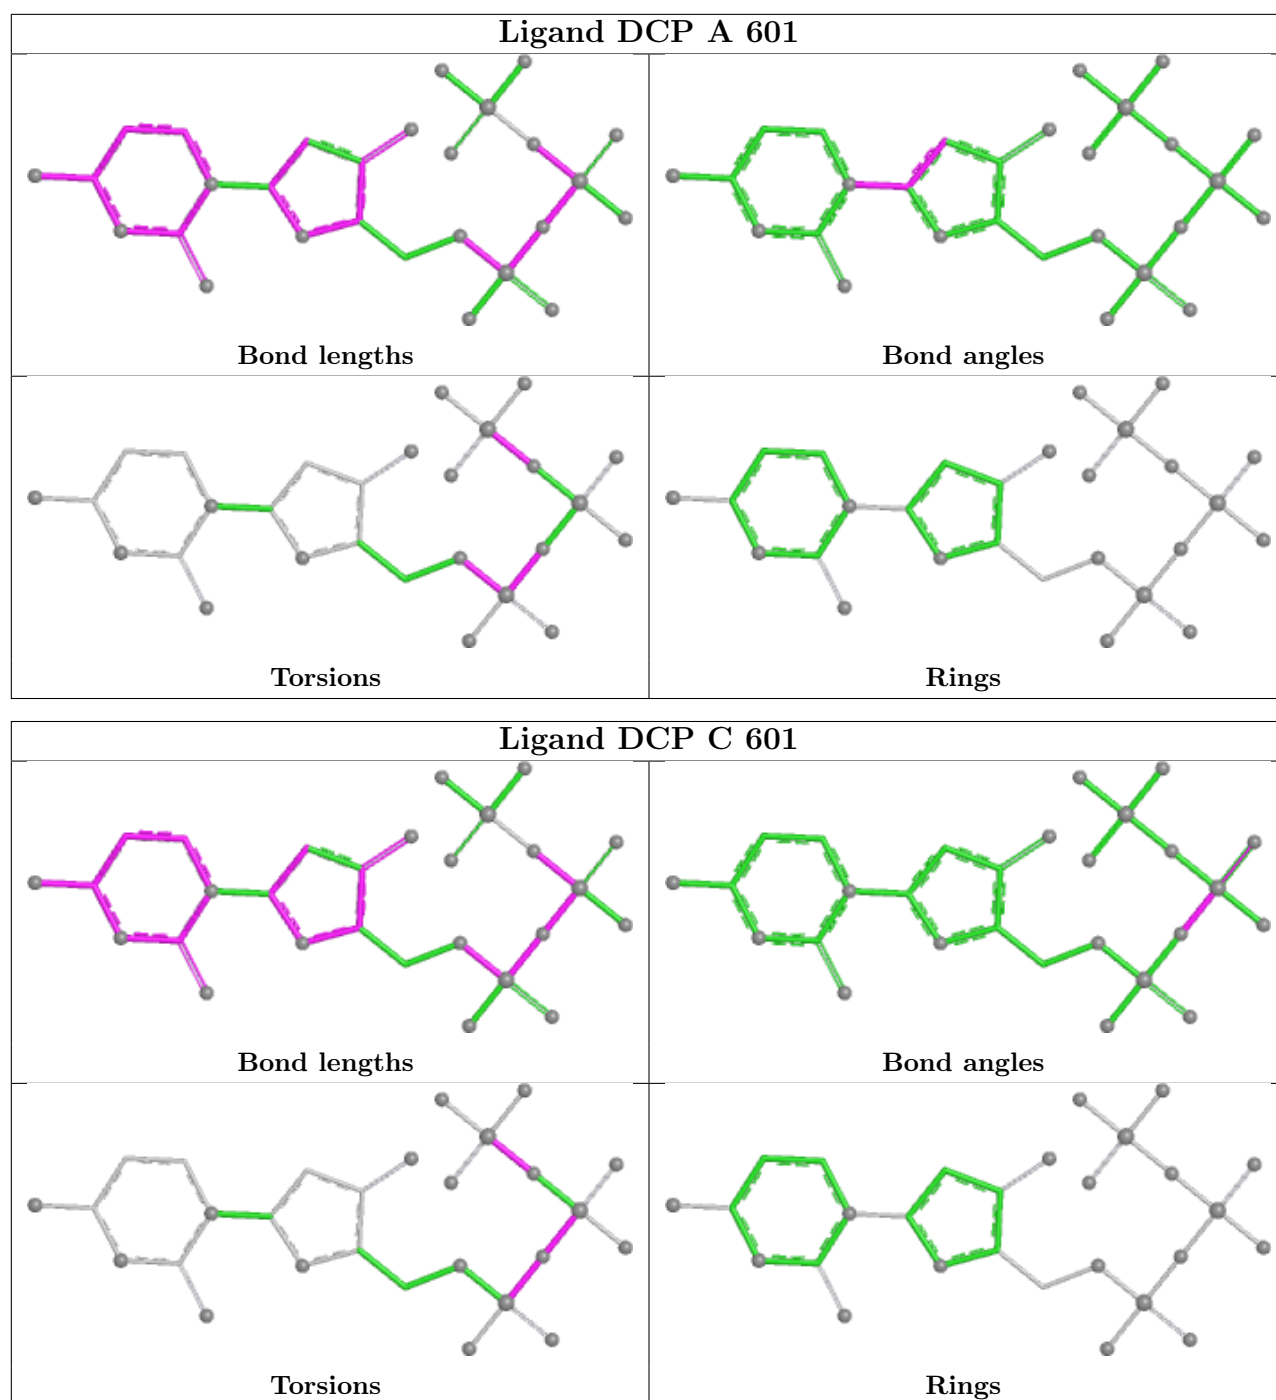 Ligand DCP A 601
Bond lengths
Bond angles
Torsions
Rings
Ligand DCP C 601
Bond lengths
Bond angles
Torsions
Rings